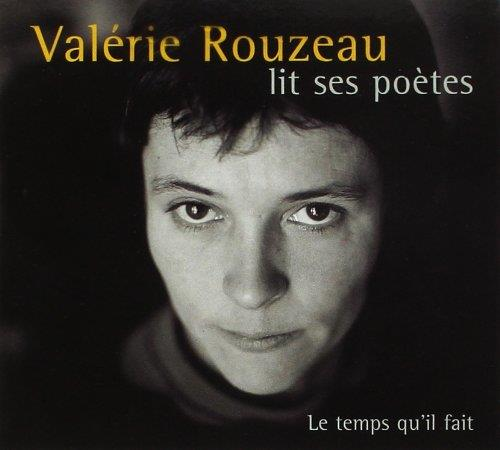 Valérie Rouzeau
lit ses poètes
Le temps qu'il fait